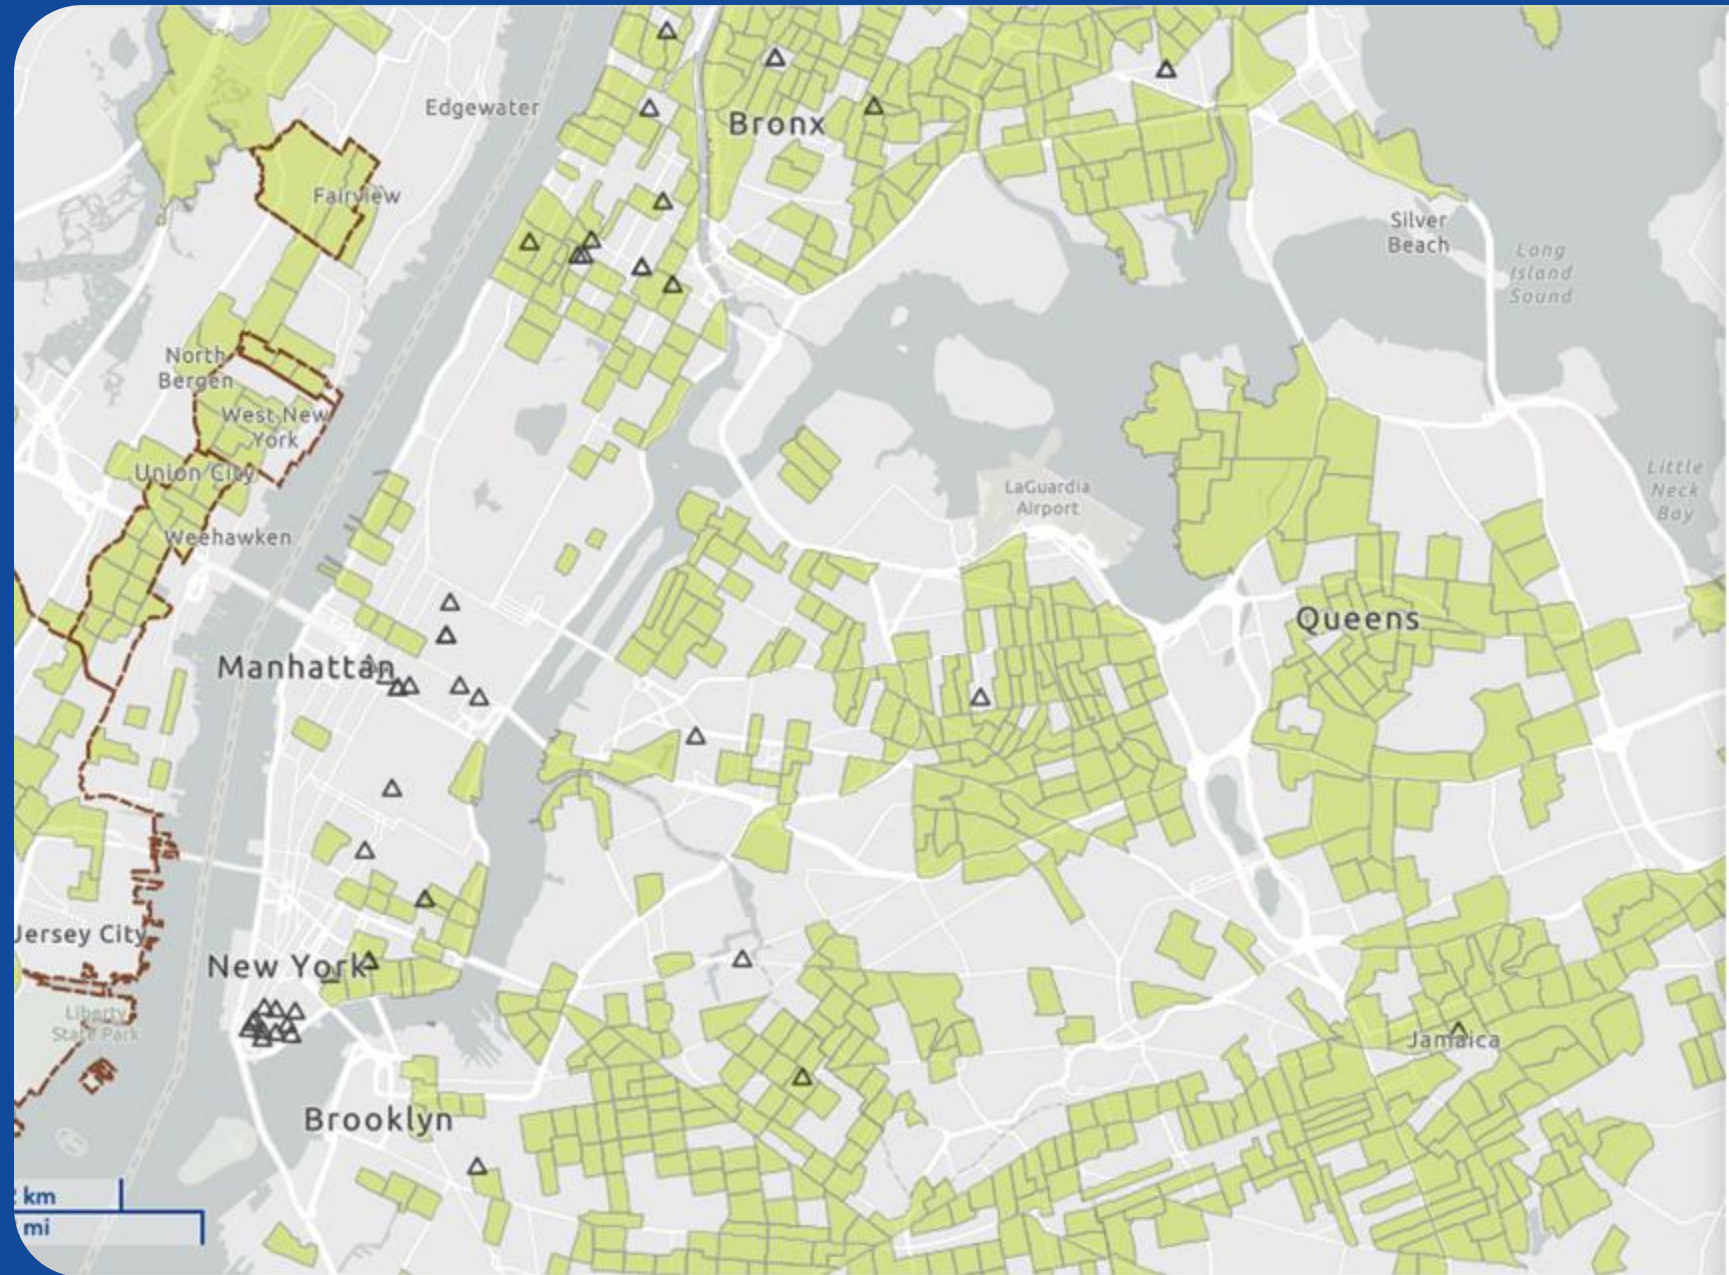 Edgewater
Bronx
Fairview
Silver
Beach
Long
Island
Sound
North
Bergen
West New
York
Union City
LaGuardia
Airport
Little
Neck
Bay
Weehawken
Queens
Manhattan
Jersey City
New York
Liberty
State Park
Jamaica
Brooklyn
km
mi